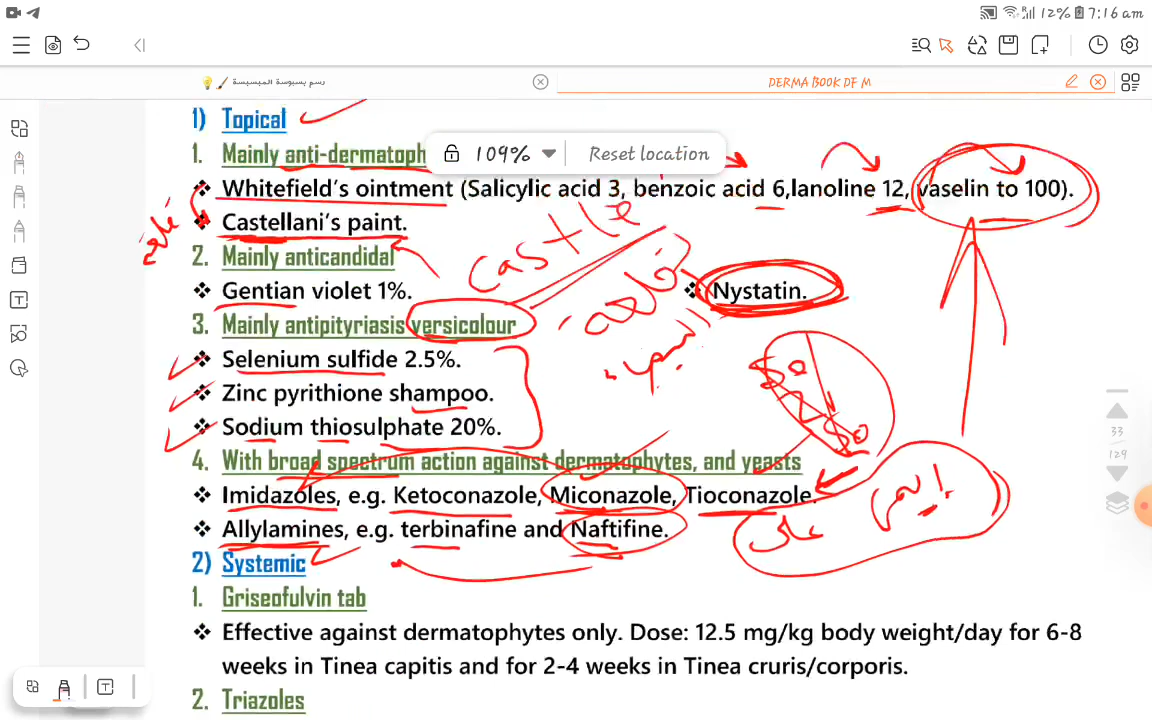 12% 7:16 am
رسم بسبوسة المبسبسة
DERMA BOOK DF M
1) Topical
109% Reset location
1. Mainly anti-dermatoph
❖ Whitefield's ointment (Salicylic acid 3, benzoic acid 6,lanoline 12, vaselin to 100).
❖ Castellani's paint.
castle
2. Mainly anticandidal
❖ Gentian violet 1%. ❖ Nystatin.
3. Mainly antipityriasis versicolour
❖ Selenium sulfide 2.5%.
❖ Zinc pyrithione shampoo.
❖ Sodium thiosulphate 20%.
4. With broad spectrum action against dermatophytes, and yeasts
❖ Imidazoles, e.g. Ketoconazole, Miconazole, Tioconazole.
❖ Allylamines, e.g. terbinafine and Naftifine.
2) Systemic
1. Griseofulvin tab
❖ Effective against dermatophytes only. Dose: 12.5 mg/kg body weight/day for 6-8
weeks in Tinea capitis and for 2-4 weeks in Tinea cruris/corporis.
2. Triazoles
33
129